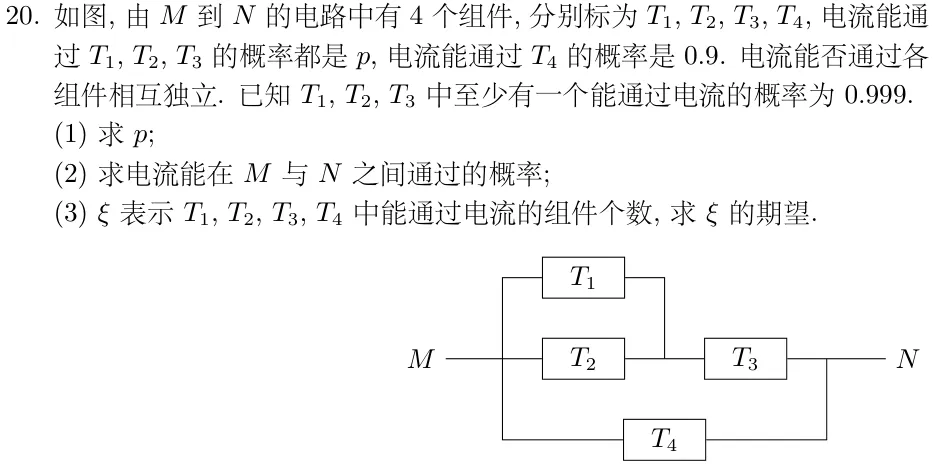 20. 如图, 由 M 到 N 的电路中有 4 个组件, 分别标为 T₁, T₂, T₃, T₄, 电流能通
过 T₁, T₂, T₃ 的概率都是 p, 电流能通过 T₄ 的概率是 0.9. 电流能否通过各
组件相互独立. 已知 T₁, T₂, T₃ 中至少有一个能通过电流的概率为 0.999.
(1) 求 p;
(2) 求电流能在 M 与 N 之间通过的概率;
(3) ξ 表示 T₁, T₂, T₃, T₄ 中能通过电流的组件个数, 求 ξ 的期望.
T₁
M T₂ T₃ N
T₄